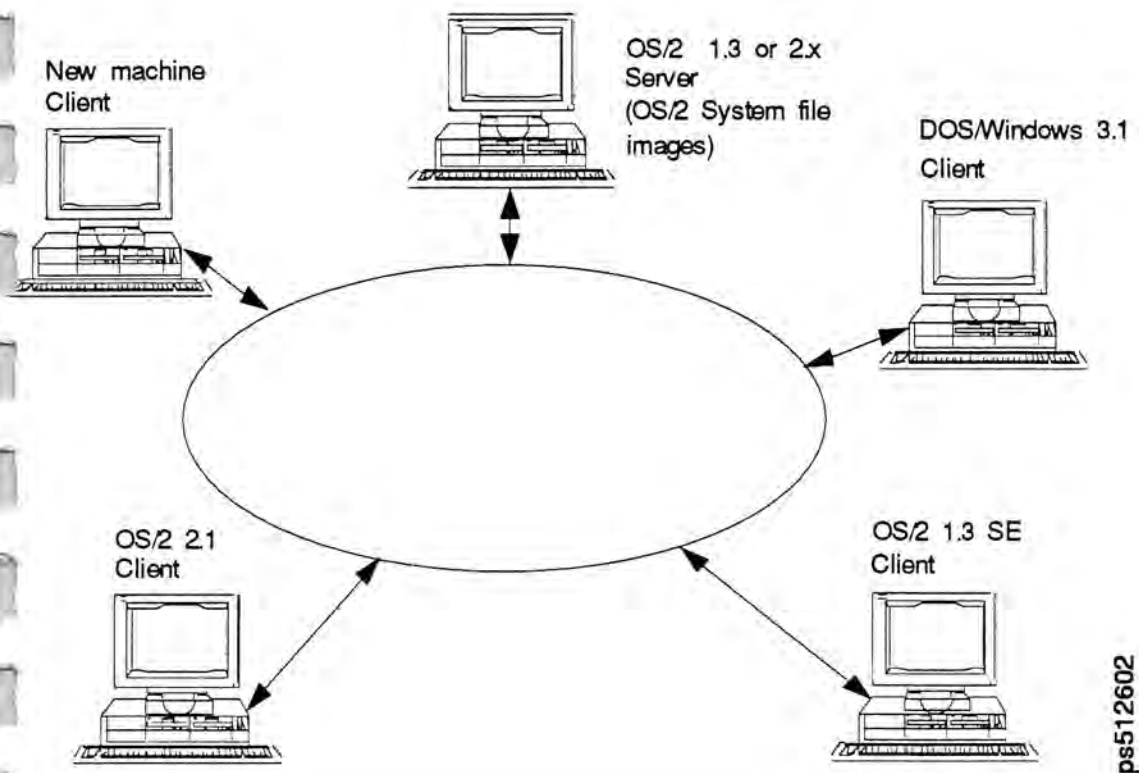 OS/2 1.3 or 2.x
Server
(OS/2 System file
images)
New machine
Client
DOS/Windows 3.1
Client
OS/2 2.1
Client
OS/2 1.3 SE
Client
ps512602